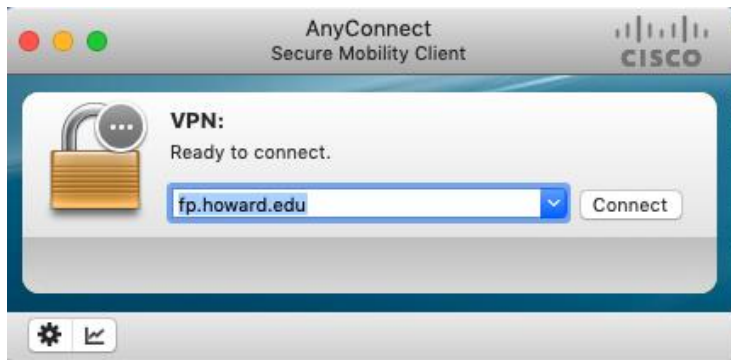 AnyConnect
Secure Mobility Client
CISCO
VPN:
Ready to connect.
fp.howard.edu
Connect